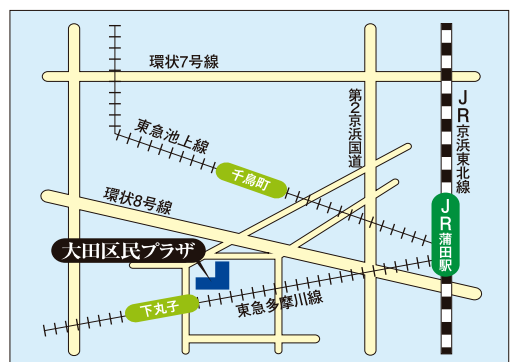 環状7号線
第2京浜国道
JR京浜東北線
東急池上線
千鳥町
環状8号線
JR蒲田駅
大田区民プラザ
下丸子
東急多摩川線